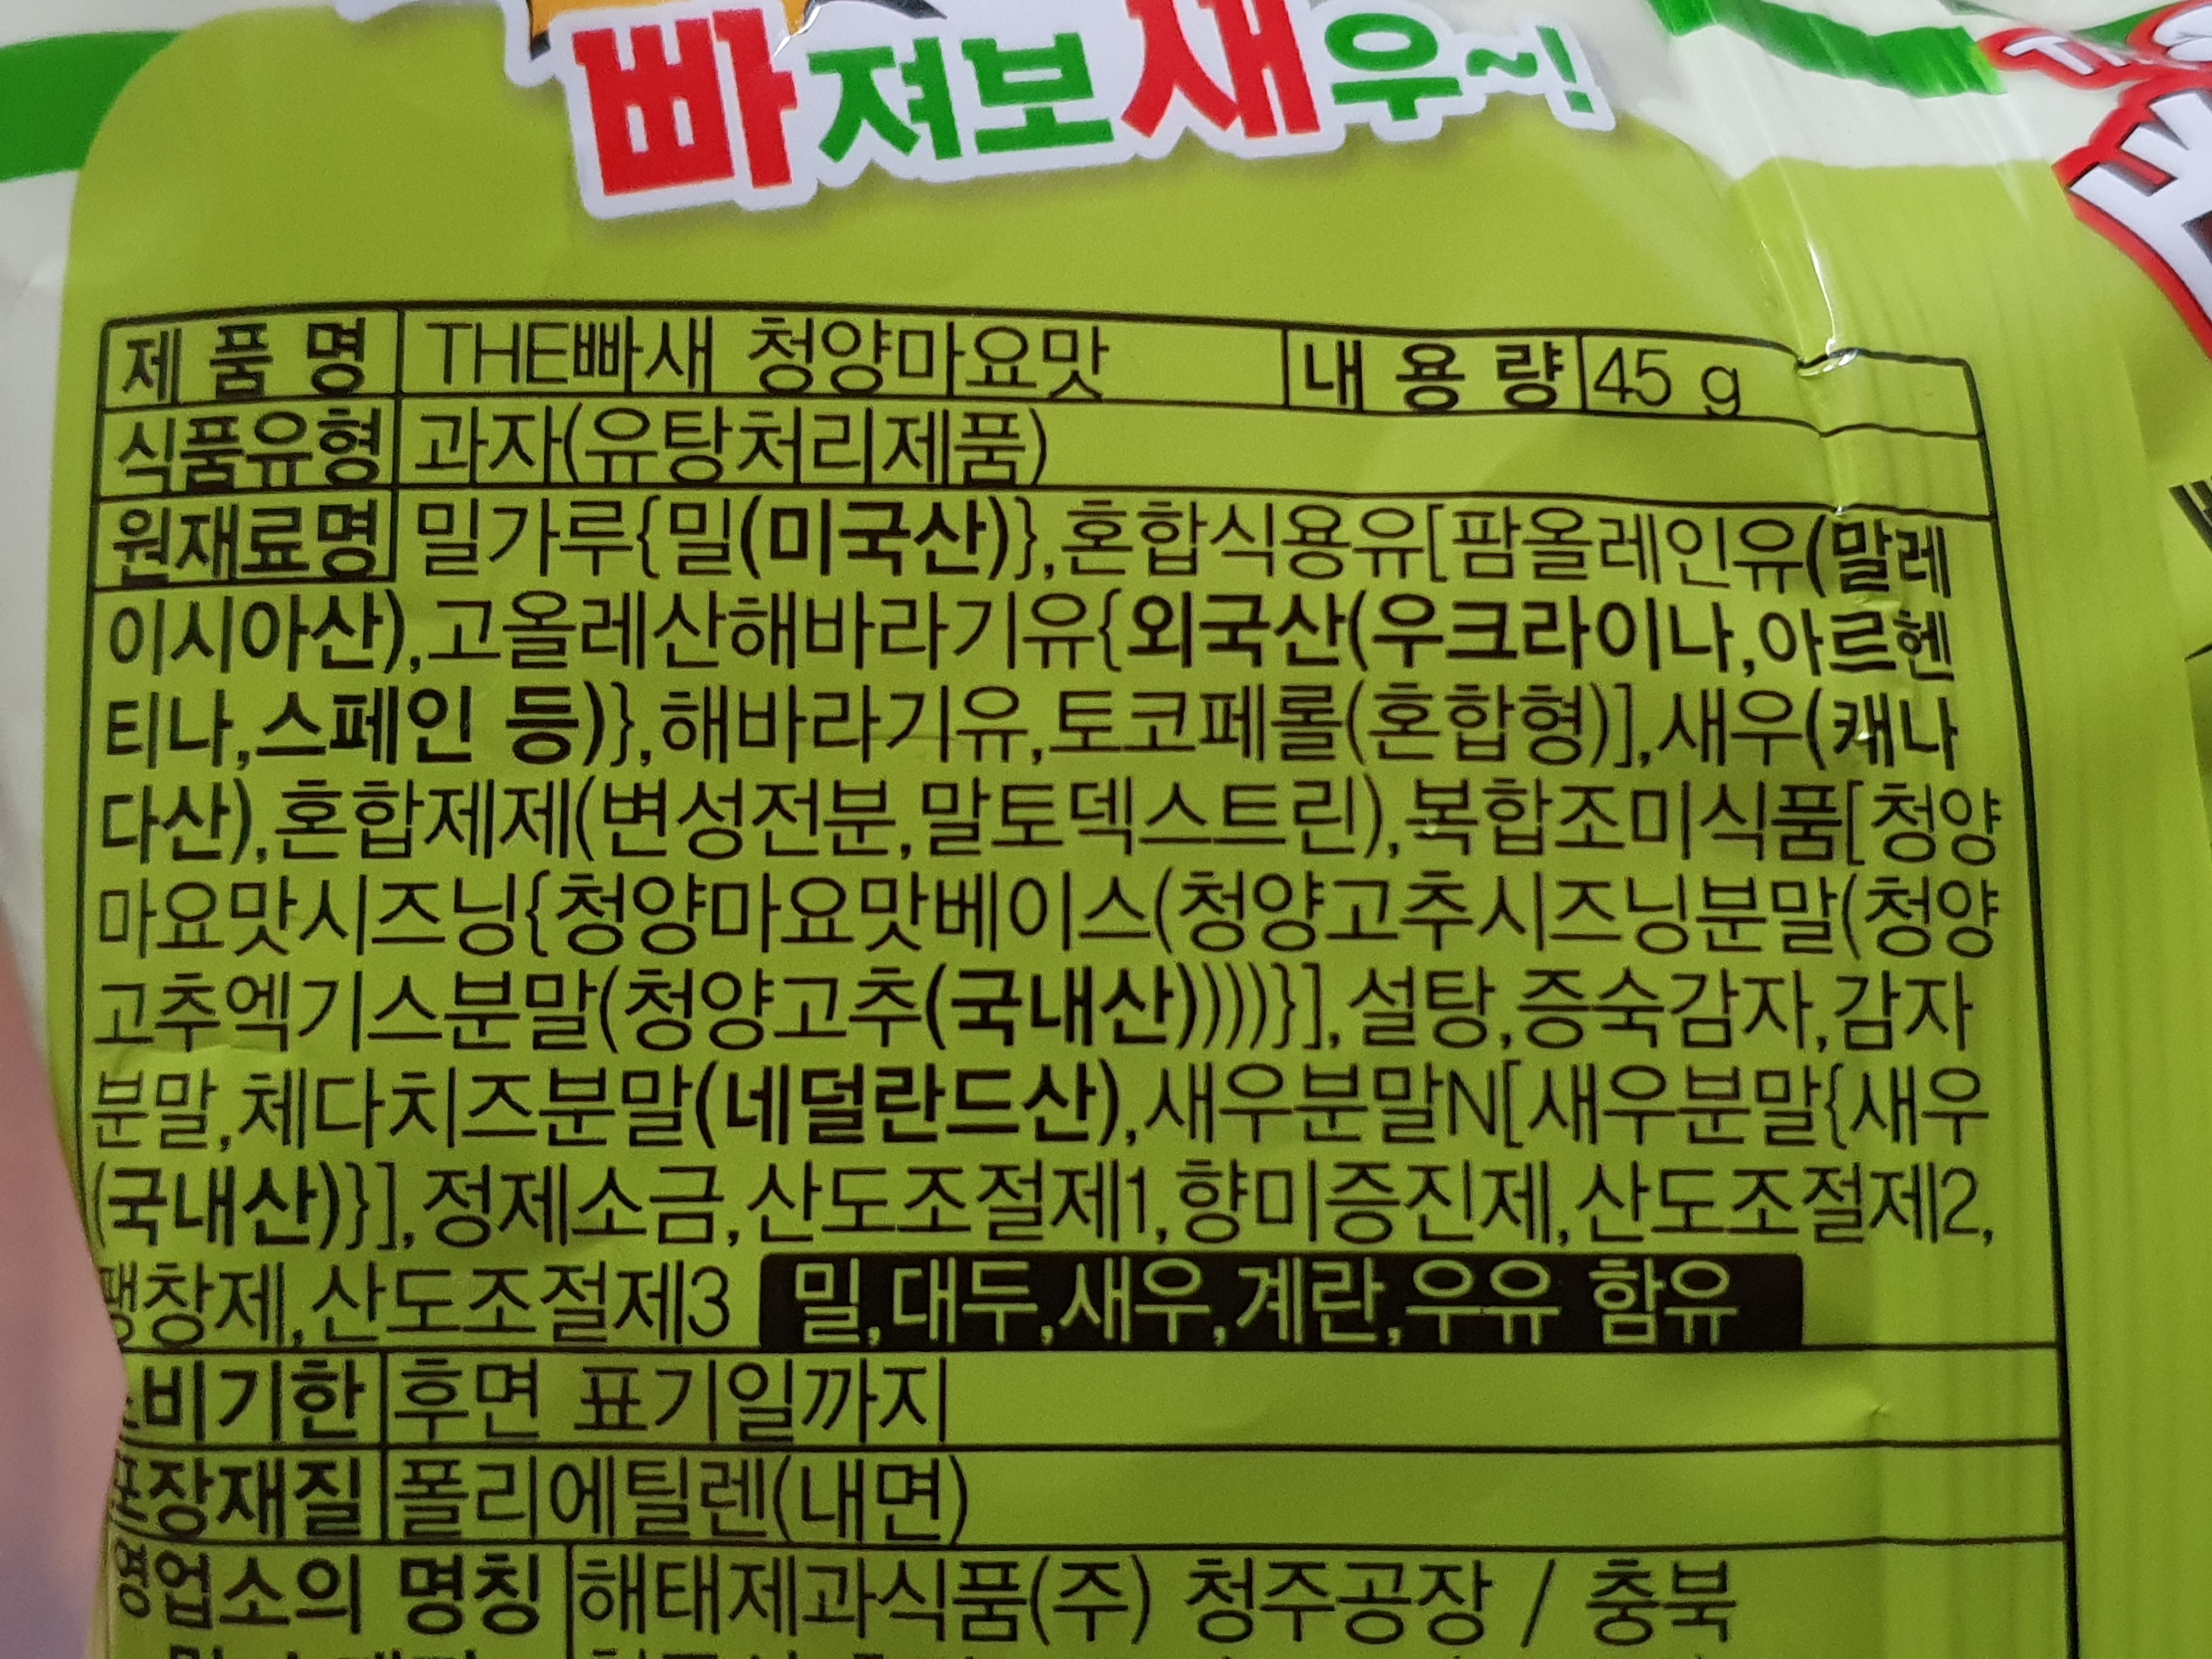 빠져보새우~!
제 품 명 THE빠새 청양마요맛 내 용 량 45 g
식품유형 과자(유탕처리제품)
원재료명 밀가루{밀(미국산)},혼합식용유[팜올레인유(말레
이시아산),고올레산해바라기유{외국산(우크라이나,아르헨
티나,스페인 등)},해바라기유,토코페롤(혼합형)],새우(캐나
다산),혼합제제(변성전분,말토덱스트린),복합조미식품[청양
마요맛시즈닝{청양마요맛베이스(청양고추시즈닝분말(청양
고추엑기스분말(청양고추(국내산))))}],설탕,증숙감자,감자
분말,체다치즈분말(네덜란드산),새우분말N[새우분말{새우
(국내산)}],정제소금,산도조절제1,향미증진제,산도조절제2,
팽창제,산도조절제3 밀,대두,새우,계란,우유 함유
소비기한 후면 표기일까지
포장재질 폴리에틸렌(내면)
영업소의 명칭 해태제과식품(주) 청주공장 / 충북